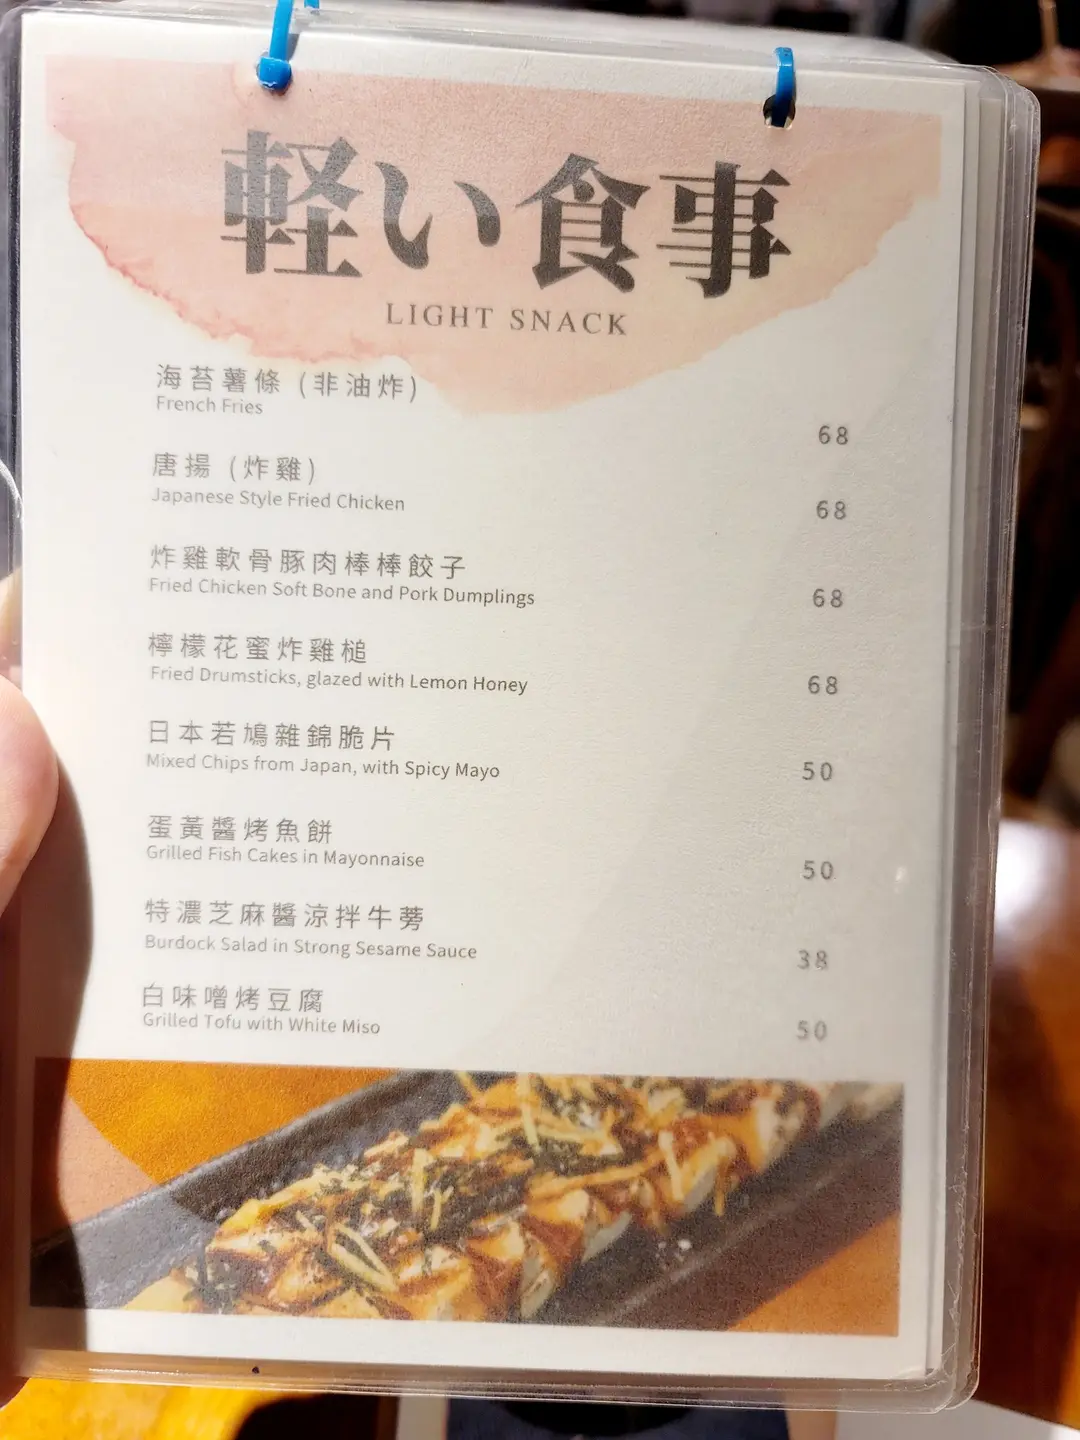 軽い食事
LIGHT SNACK
海苔薯條 (非油炸)
French Fries
68
唐揚 (炸雞)
Japanese Style Fried Chicken
68
炸雞軟骨豚肉棒棒餃子
Fried Chicken Soft Bone and Pork Dumplings
68
檸檬花蜜炸雞槌
Fried Drumsticks, glazed with Lemon Honey
68
日本若鳩雜錦脆片
Mixed Chips from Japan, with Spicy Mayo
50
蛋黃醬烤魚餅
Grilled Fish Cakes in Mayonnaise
50
特濃芝麻醬涼拌牛蒡
Burdock Salad in Strong Sesame Sauce
38
白味噌烤豆腐
Grilled Tofu with White Miso
50